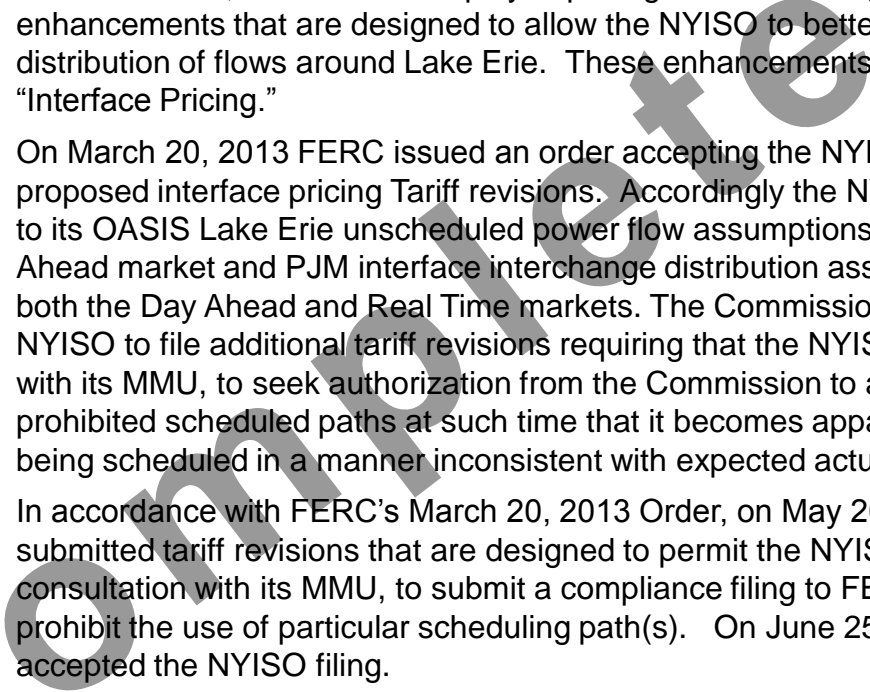 enhancements that are designed to allow the NYISO to bette
distribution of flows around Lake Erie. These enhancements
“Interface Pricing.”
On March 20, 2013 FERC issued an order accepting the NYI
proposed interface pricing Tariff revisions. Accordingly the N
to its OASIS Lake Erie unscheduled power flow assumptions
Ahead market and PJM interface interchange distribution ass
both the Day Ahead and Real Time markets. The Commissio
NYISO to file additional tariff revisions requiring that the NYIS
with its MMU, to seek authorization from the Commission to a
prohibited scheduled paths at such time that it becomes appa
being scheduled in a manner inconsistent with expected actu
In accordance with FERC’s March 20, 2013 Order, on May 2
submitted tariff revisions that are designed to permit the NYIS
consultation with its MMU, to submit a compliance filing to FE
prohibit the use of particular scheduling path(s). On June 25
accepted the NYISO filing.
omplete